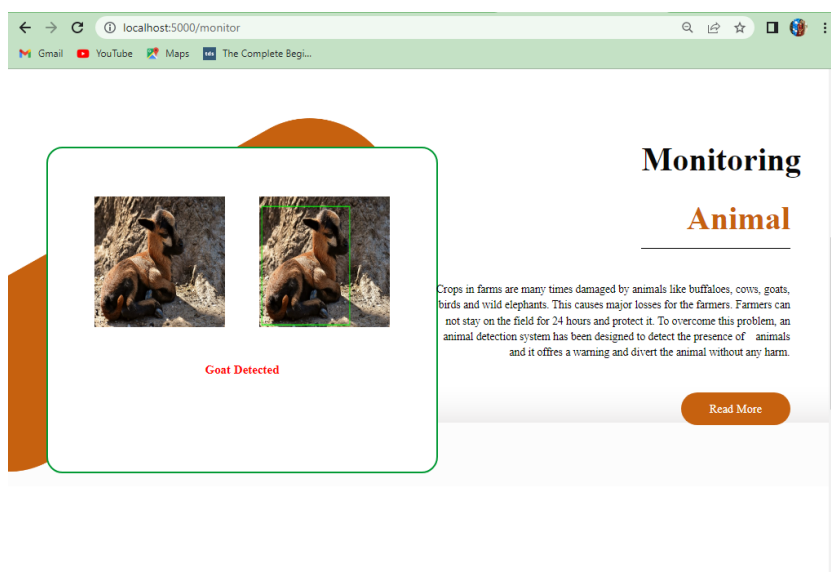 localhost:5000/monitor
Gmail YouTube Maps tds The Complete Begi...
Monitoring
Animal
Crops in farms are many times damaged by animals like buffaloes, cows, goats,
birds and wild elephants. This causes major losses for the farmers. Farmers can
not stay on the field for 24 hours and protect it. To overcome this problem, an
animal detection system has been designed to detect the presence of animals
and it offres a warning and divert the animal without any harm.
Goat Detected
Read More